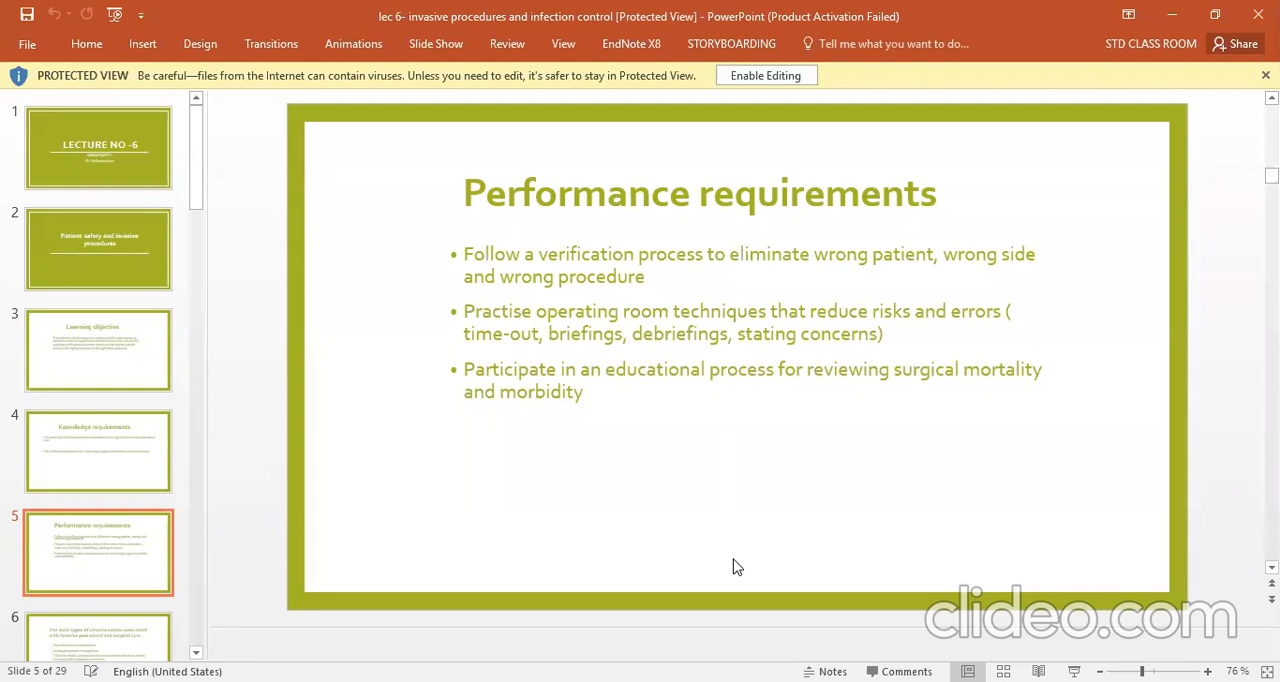 lec 6- invasive procedures and infection control [Protected View] - PowerPoint (Product Activation Failed)
File Home Insert Design Transitions Animations Slide Show Review View EndNote X8 STORYBOARDING Tell me what you want to do... STD CLASS ROOM Share
PROTECTED VIEW Be careful—files from the Internet can contain viruses. Unless you need to edit, it's safer to stay in Protected View. Enable Editing
1
LECTURE NO -6
2
Patient safety and invasive
procedures
3
Learning objective
4
Knowledge requirements
5
Performance requirements
6
Performance requirements
• Follow a verification process to eliminate wrong patient, wrong side
and wrong procedure
• Practise operating room techniques that reduce risks and errors (
time-out, briefings, debriefings, stating concerns)
• Participate in an educational process for reviewing surgical mortality
and morbidity
clideo.com
Slide 5 of 29 English (United States) Notes Comments 76 %